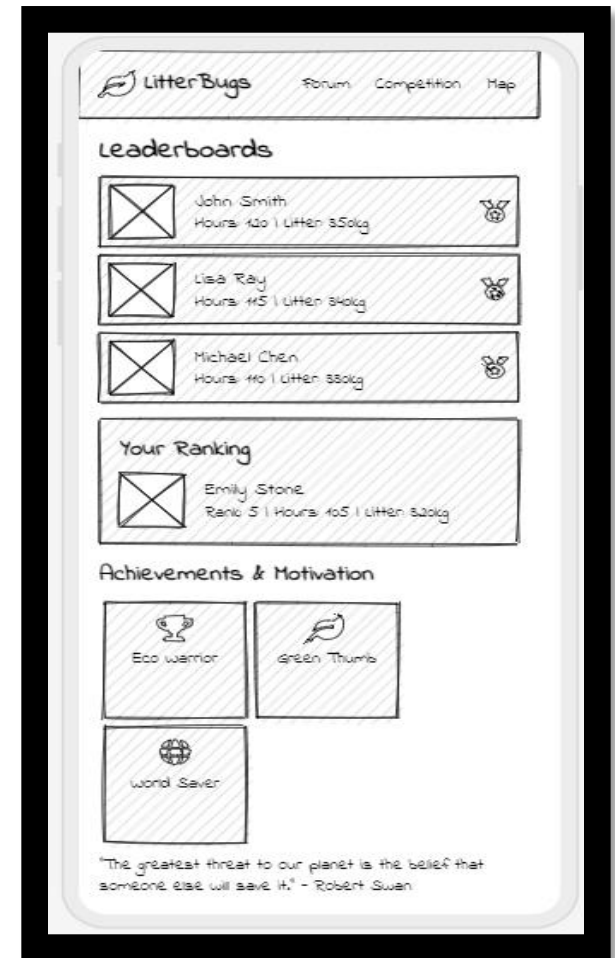 LitterBugs Forum Competition Map
Leaderboards
John Smith
Hours: 120 | Litter: 350kg
Lisa Ray
Hours: 115 | Litter: 340kg
Michael Chen
Hours: 110 | Litter: 330kg
Your Ranking
Emily Stone
Rank: 5 | Hours: 105 | Litter: 320kg
Achievements & Motivation
Eco Warrior
Green Thumb
World Saver
"The greatest threat to our planet is the belief that
someone else will save it." - Robert Swan